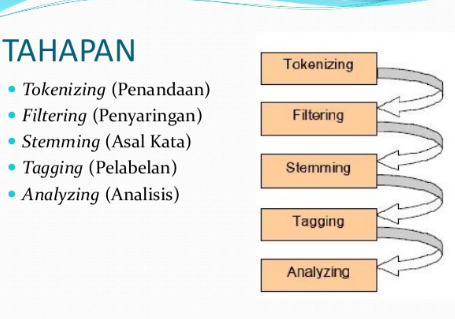 TAHAPAN
• Tokenizing (Penandaan)
• Filtering (Penyaringan)
• Stemming (Asal Kata)
• Tagging (Pelabelan)
• Analyzing (Analisis)
Tokenizing
Filtering
Stemming
Tagging
Analyzing